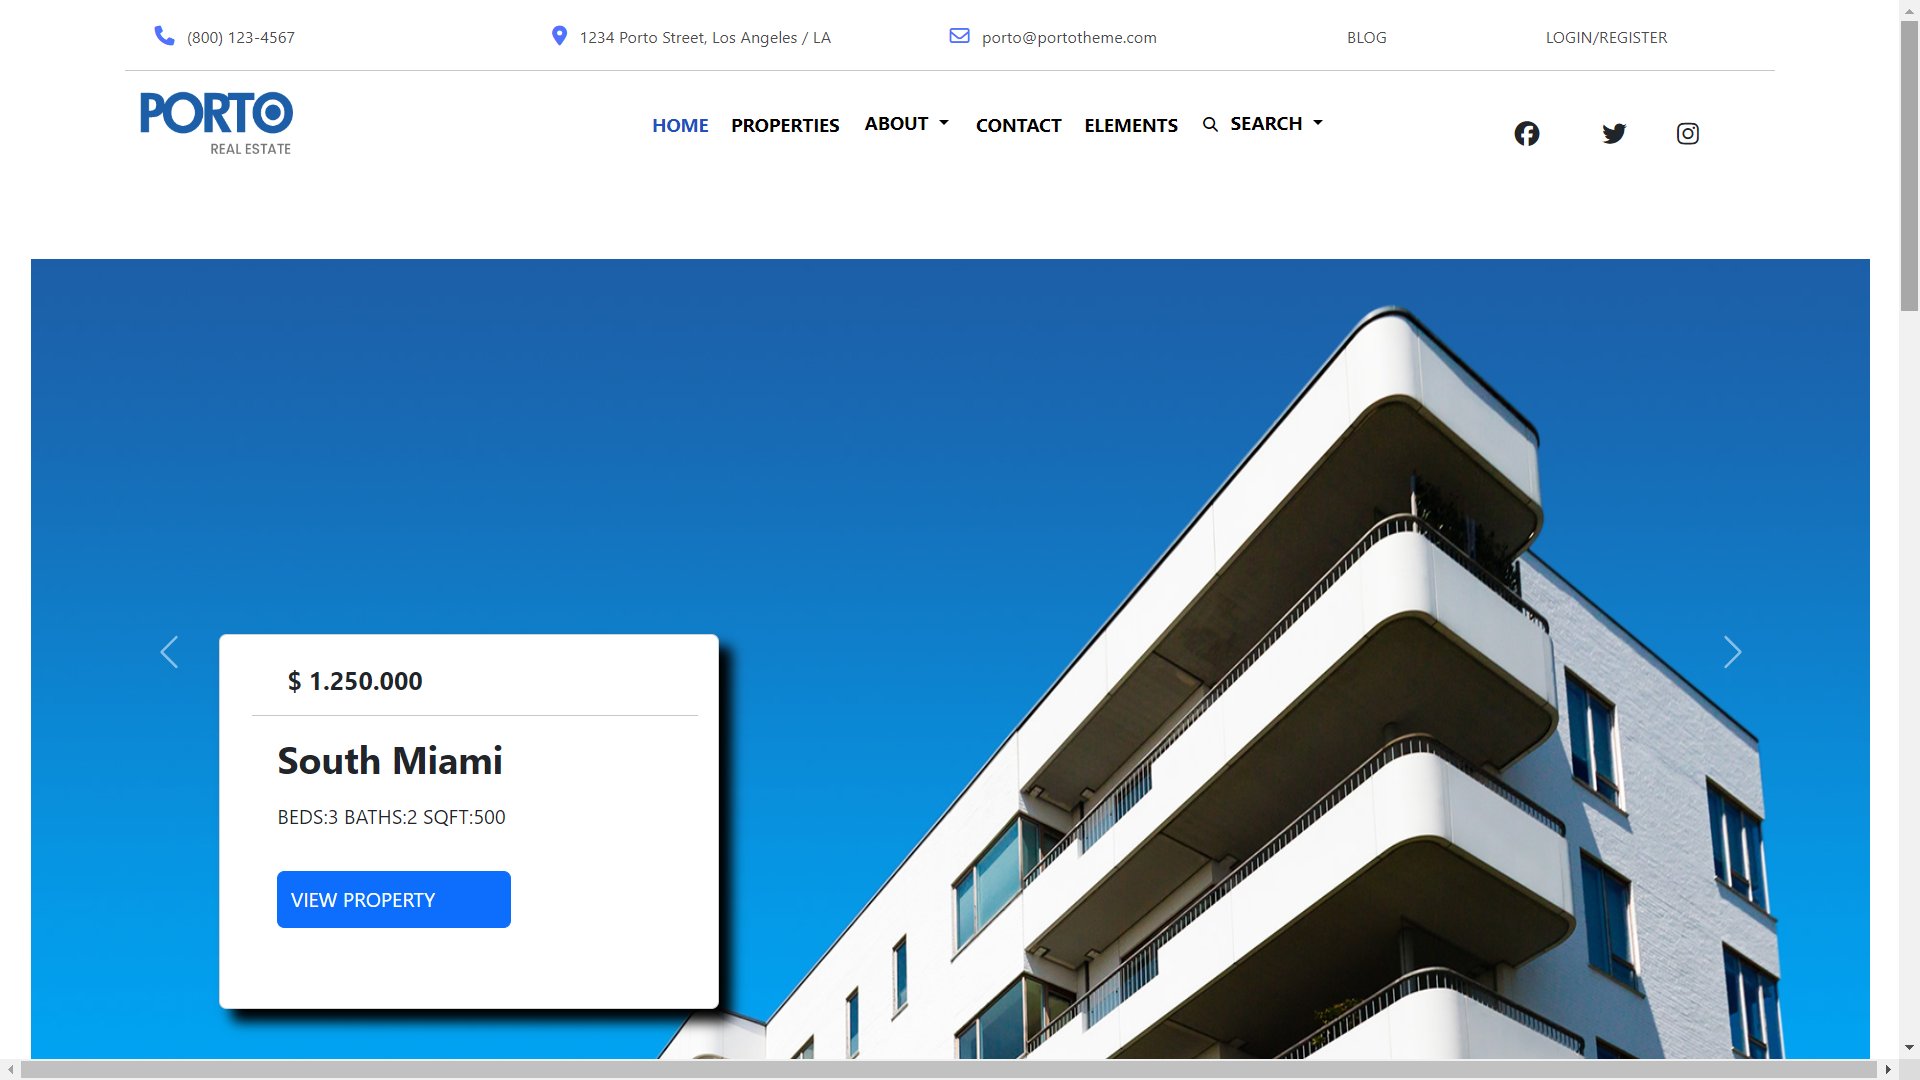 (800) 123-4567 1234 Porto Street, Los Angeles / LA porto@portotheme.com BLOG LOGIN/REGISTER
PORTO
REAL ESTATE
HOME PROPERTIES ABOUT CONTACT ELEMENTS SEARCH
$ 1.250.000
South Miami
BEDS:3 BATHS:2 SQFT:500
VIEW PROPERTY